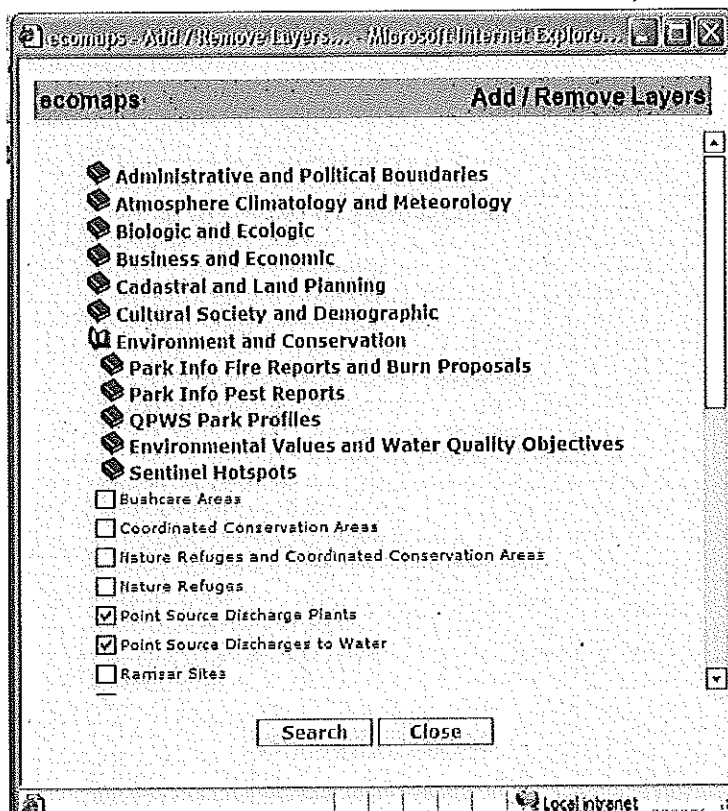 ecomaps - Add / Remove Layers... - Microsoft Internet Explore...
ecomaps
Add / Remove Layers
Administrative and Political Boundaries
Atmosphere Climatology and Meteorology
Biologic and Ecologic
Business and Economic
Cadastral and Land Planning
Cultural Society and Demographic
Environment and Conservation
Park Info Fire Reports and Burn Proposals
Park Info Pest Reports
QPWS Park Profiles
Environmental Values and Water Quality Objectives
Sentinel Hotspots
Bushcare Areas
Coordinated Conservation Areas
Nature Refuges and Coordinated Conservation Areas
Nature Refuges
Point Source Discharge Plants
Point Source Discharges to Water
Ramsar Sites
Search
Close
Local intranet